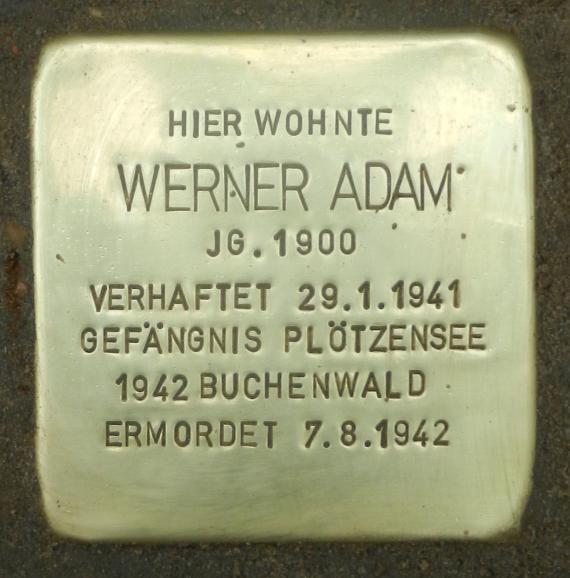 HIER WOHNTE
WERNER ADAM
JG. 1900
VERHAFTET 29.1.1941
GEFÄNGNIS PLÖTZENSEE
1942 BUCHENWALD
ERMORDET 7.8.1942